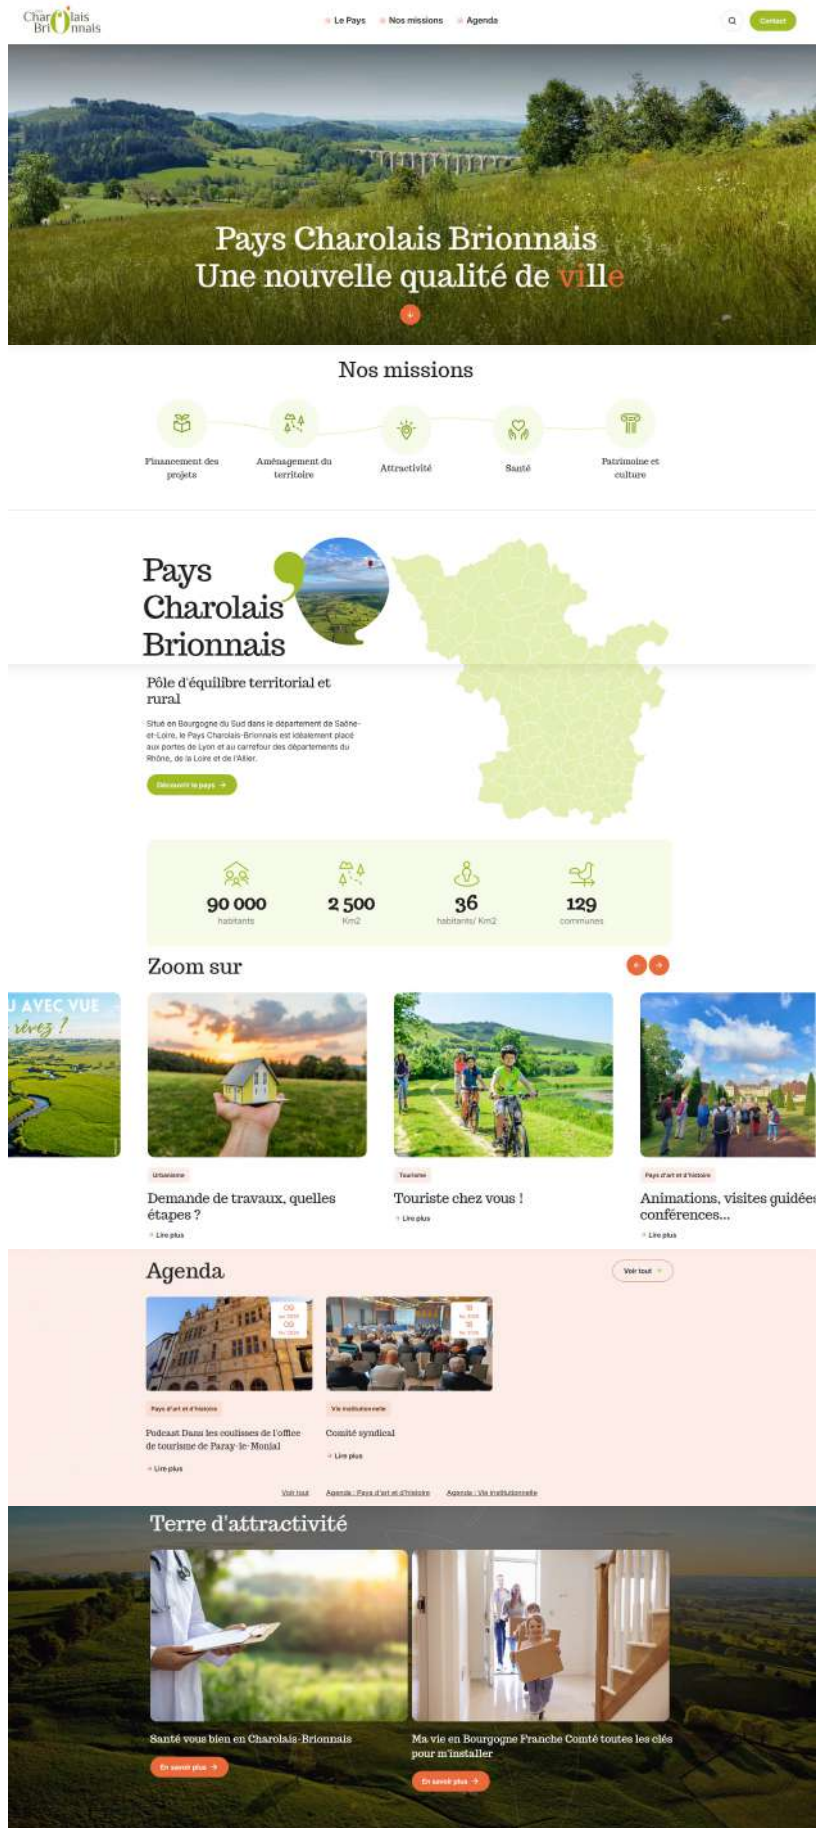 Charolais
Brionnais
Le Pays
Nos missions
Agenda
Contact
Pays Charolais Brionnais
Une nouvelle qualité de ville
Nos missions
Financement des
projets
Aménagement du
territoire
Attractivité
Santé
Patrimoine et
culture
Pays
Charolais
Brionnais
Pôle d'équilibre territorial et
rural
Situé en Bourgogne du Sud dans le département de Saône-
et-Loire, le Pays Charolais-Brionnais est idéalement placé
aux portes de Lyon et au carrefour des départements du
Rhône, de la Loire et de l'Allier.
Découvrir le pays
90 000
habitants
2 500
Km2
36
habitants/ Km2
129
communes
Zoom sur
U AVEC VUE
rêvez ?
Urbanisme
Demande de travaux, quelles
étapes ?
Lire plus
Tourisme
Touriste chez vous !
Lire plus
Pays d'art et d'histoire
Animations, visites guidées
conférences...
Lire plus
Agenda
Voir tout
09
09
Pays d'art et d'histoire
Podcast Dans les coulisses de l'office
de tourisme de Paray-le-Monial
Lire plus
18
18
Vie institutionnelle
Comité syndical
Lire plus
Voir tout
Agenda : Pays d'art et d'histoire
Agenda : Vie institutionnelle
Terre d'attractivité
Santé vous bien en Charolais-Brionnais
En savoir plus
Ma vie en Bourgogne Franche Comté toutes les clés
pour m'installer
En savoir plus